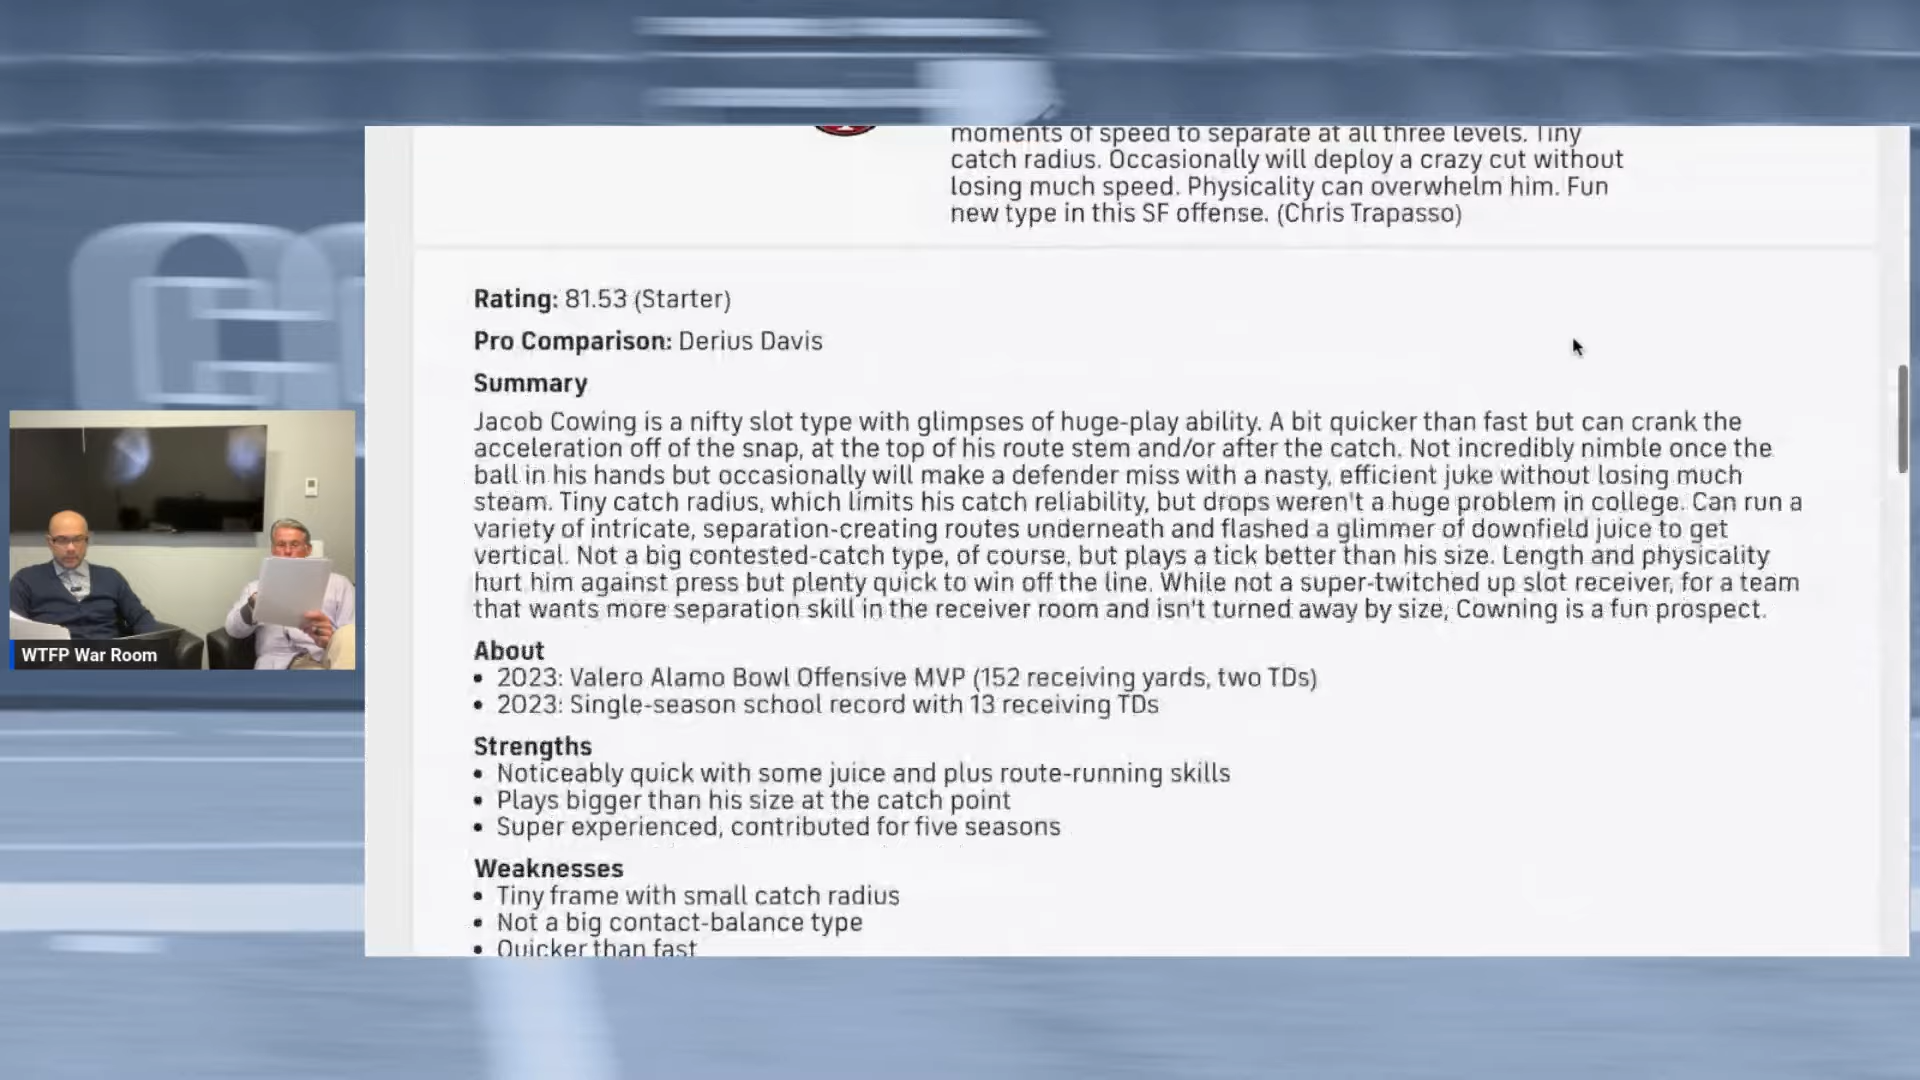 moments of speed to separate at all three levels. Tiny
catch radius. Occasionally will deploy a crazy cut without
losing much speed. Physicality can overwhelm him. Fun
new type in this SF offense. (Chris Trapasso)
Rating: 81.53 (Starter)
Pro Comparison: Derius Davis
Summary
Jacob Cowing is a nifty slot type with glimpses of huge-play ability. A bit quicker than fast but can crank the
acceleration off of the snap, at the top of his route stem and/or after the catch. Not incredibly nimble once the
ball in his hands but occasionally will make a defender miss with a nasty, efficient juke without losing much
steam. Tiny catch radius, which limits his catch reliability, but drops weren't a huge problem in college. Can run a
variety of intricate, separation-creating routes underneath and flashed a glimmer of downfield juice to get
vertical. Not a big contested-catch type, of course, but plays a tick better than his size. Length and physicality
hurt him against press but plenty quick to win off the line. While not a super-twitched up slot receiver, for a team
that wants more separation skill in the receiver room and isn't turned away by size, Cowning is a fun prospect.
About
• 2023: Valero Alamo Bowl Offensive MVP (152 receiving yards, two TDs)
• 2023: Single-season school record with 13 receiving TDs
Strengths
• Noticeably quick with some juice and plus route-running skills
• Plays bigger than his size at the catch point
• Super experienced, contributed for five seasons
Weaknesses
• Tiny frame with small catch radius
• Not a big contact-balance type
• Quicker than fast
WTFP War Room